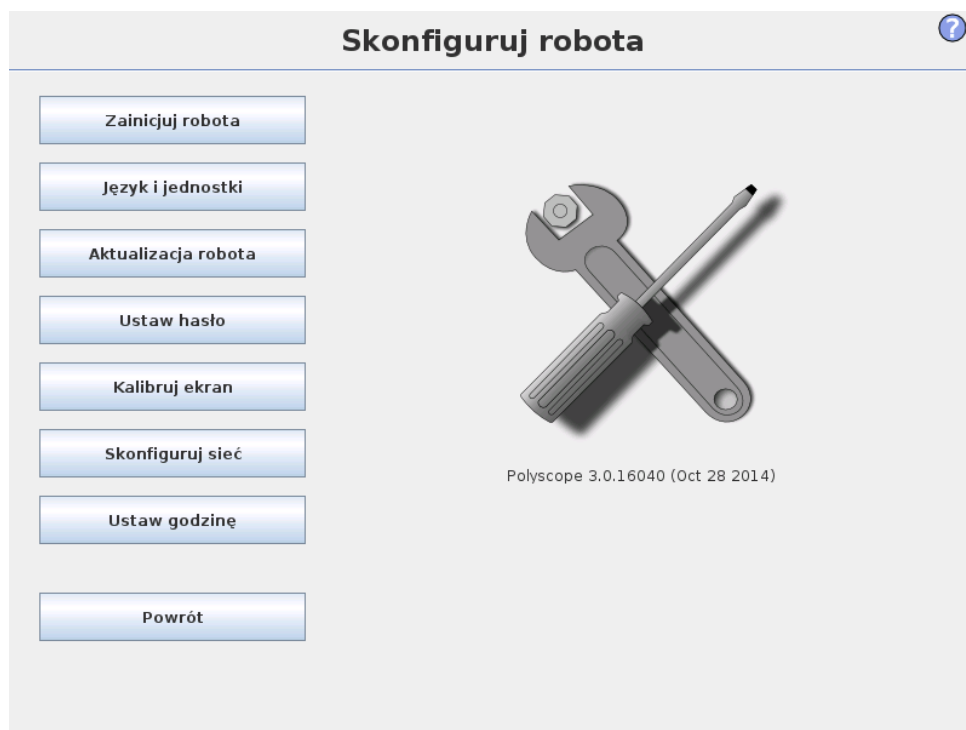 Skonfiguruj robota
?
Zainicjuj robota
Język i jednostki
Aktualizacja robota
Ustaw hasło
Kalibruj ekran
Skonfiguruj sieć
Ustaw godzinę
Powrót
Polyscope 3.0.16040 (Oct 28 2014)